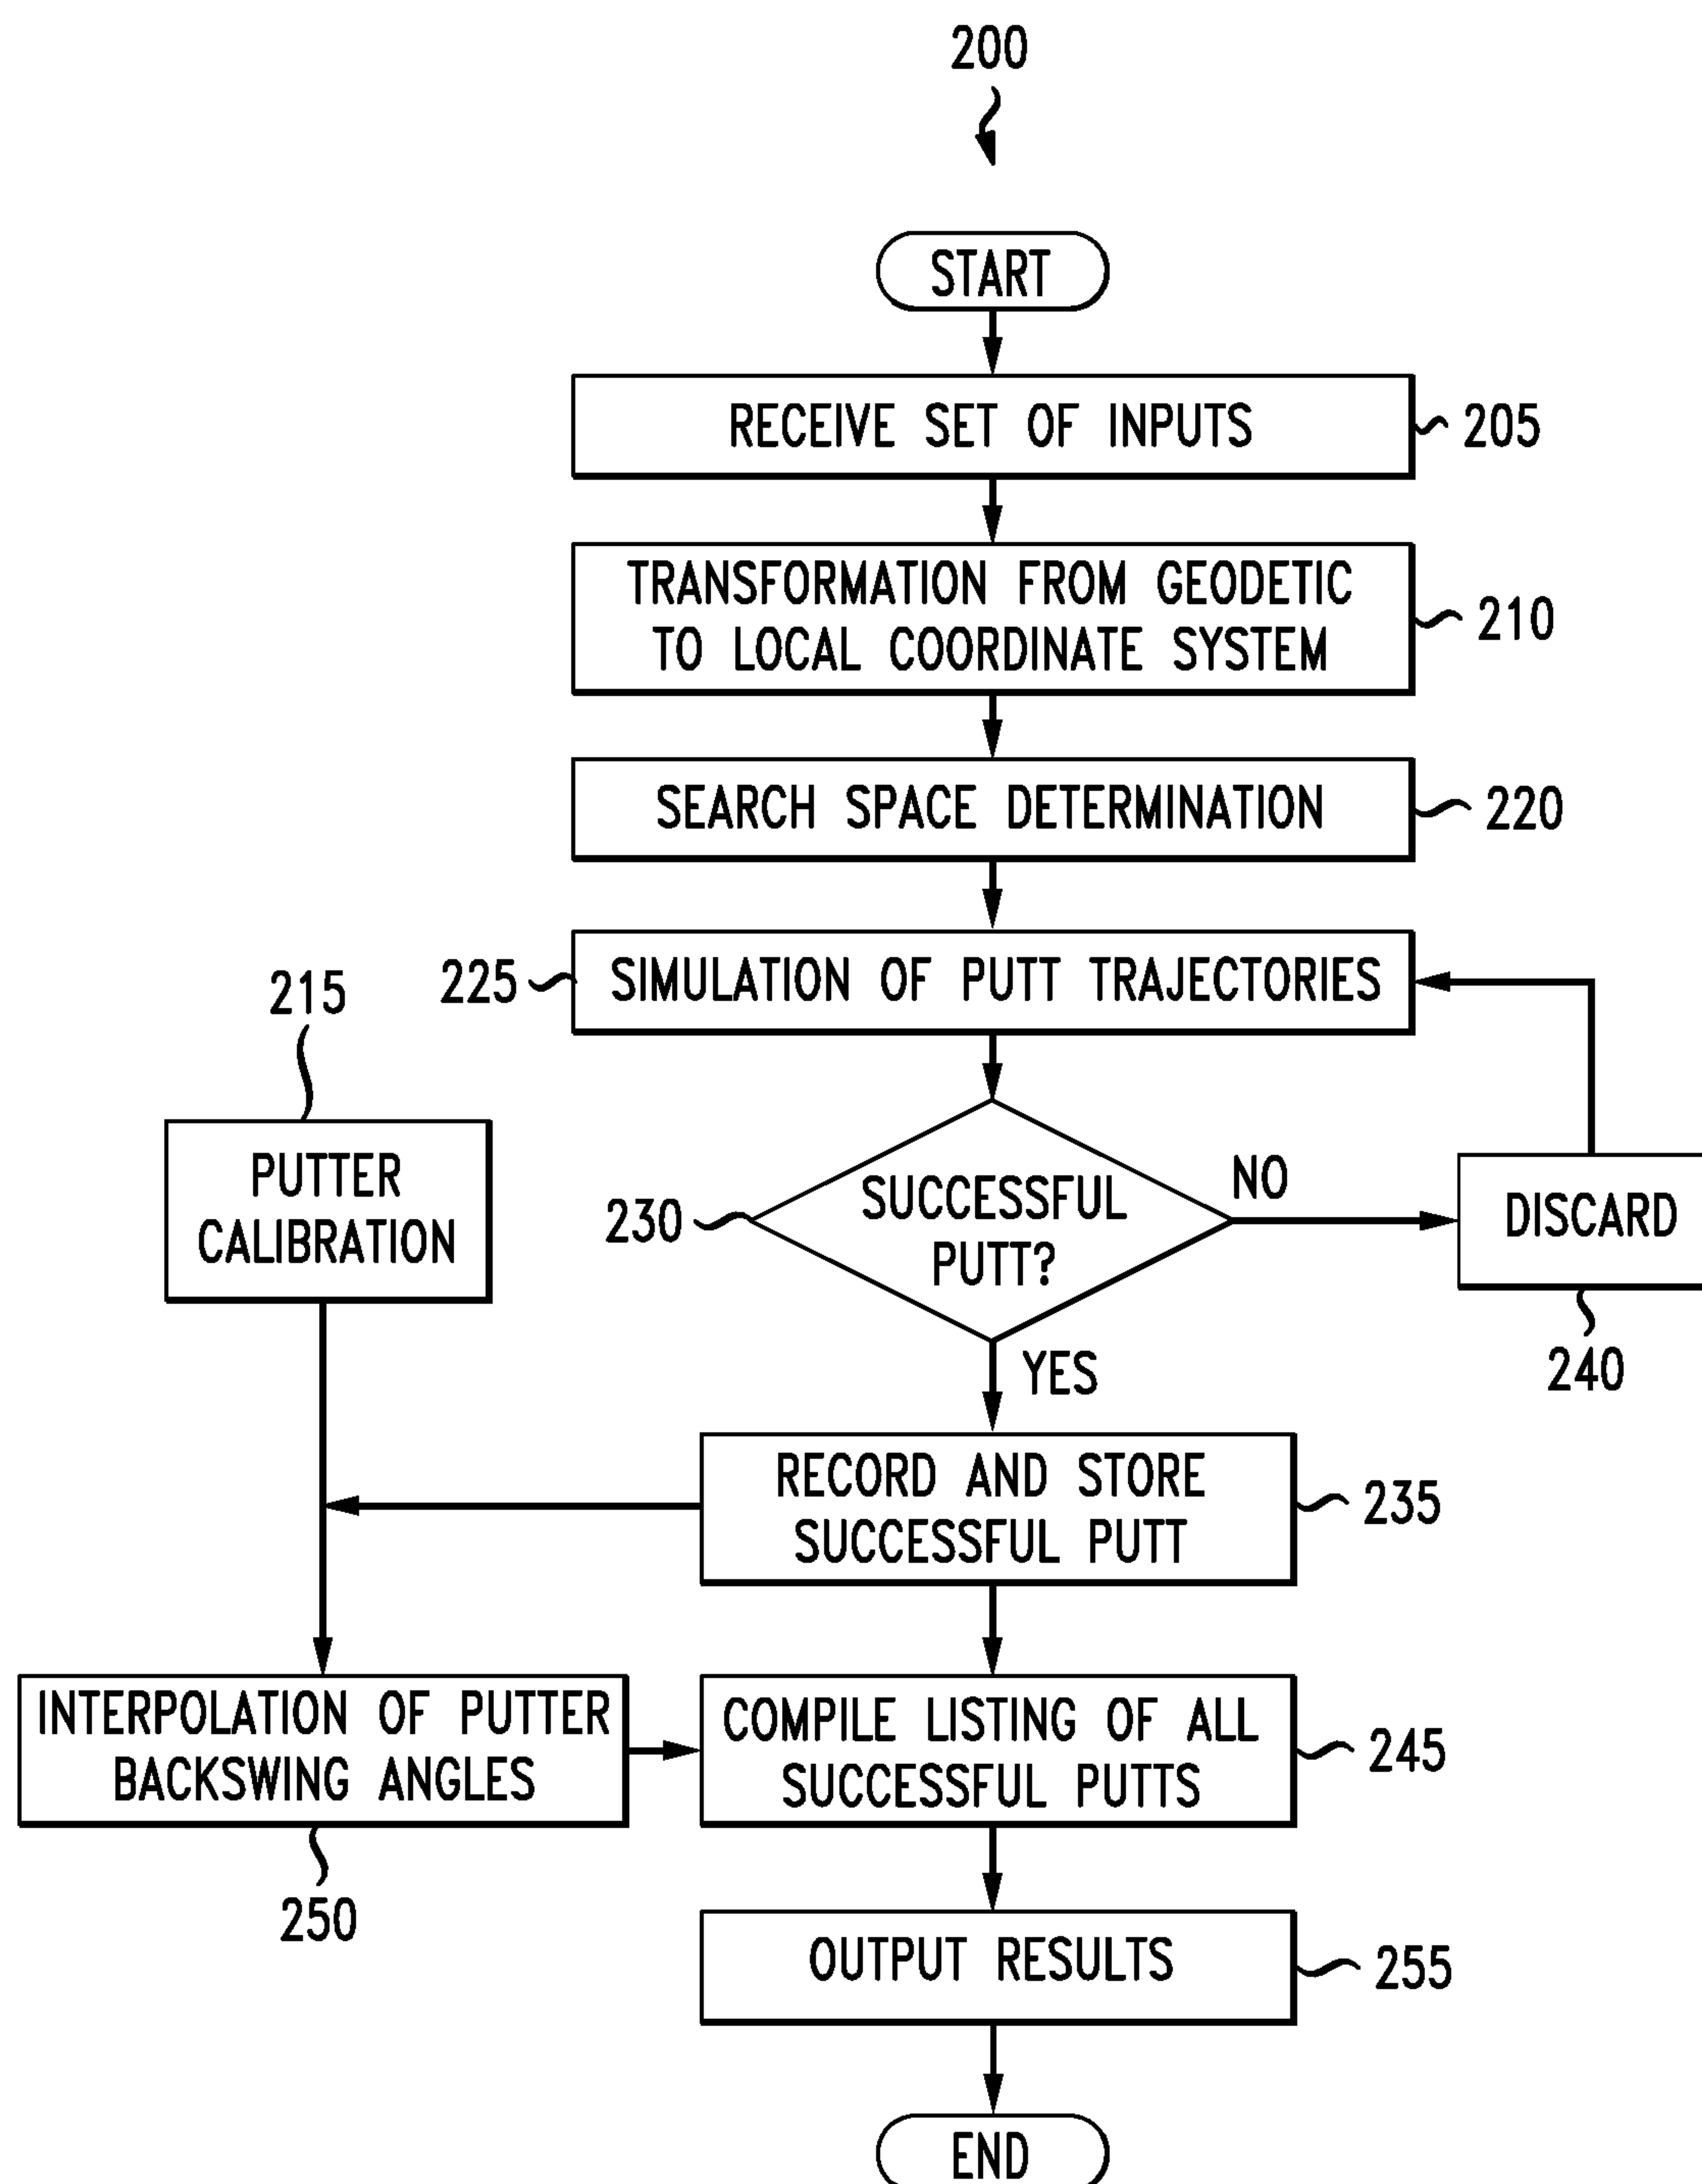 200
START
RECEIVE SET OF INPUTS
205
TRANSFORMATION FROM GEODETIC
TO LOCAL COORDINATE SYSTEM
210
SEARCH SPACE DETERMINATION
220
225
SIMULATION OF PUTT TRAJECTORIES
215
PUTTER
CALIBRATION
230
SUCCESSFUL
PUTT?
NO
DISCARD
240
YES
RECORD AND STORE
SUCCESSFUL PUTT
235
INTERPOLATION OF PUTTER
BACKSWING ANGLES
250
COMPILE LISTING OF ALL
SUCCESSFUL PUTTS
245
OUTPUT RESULTS
255
END